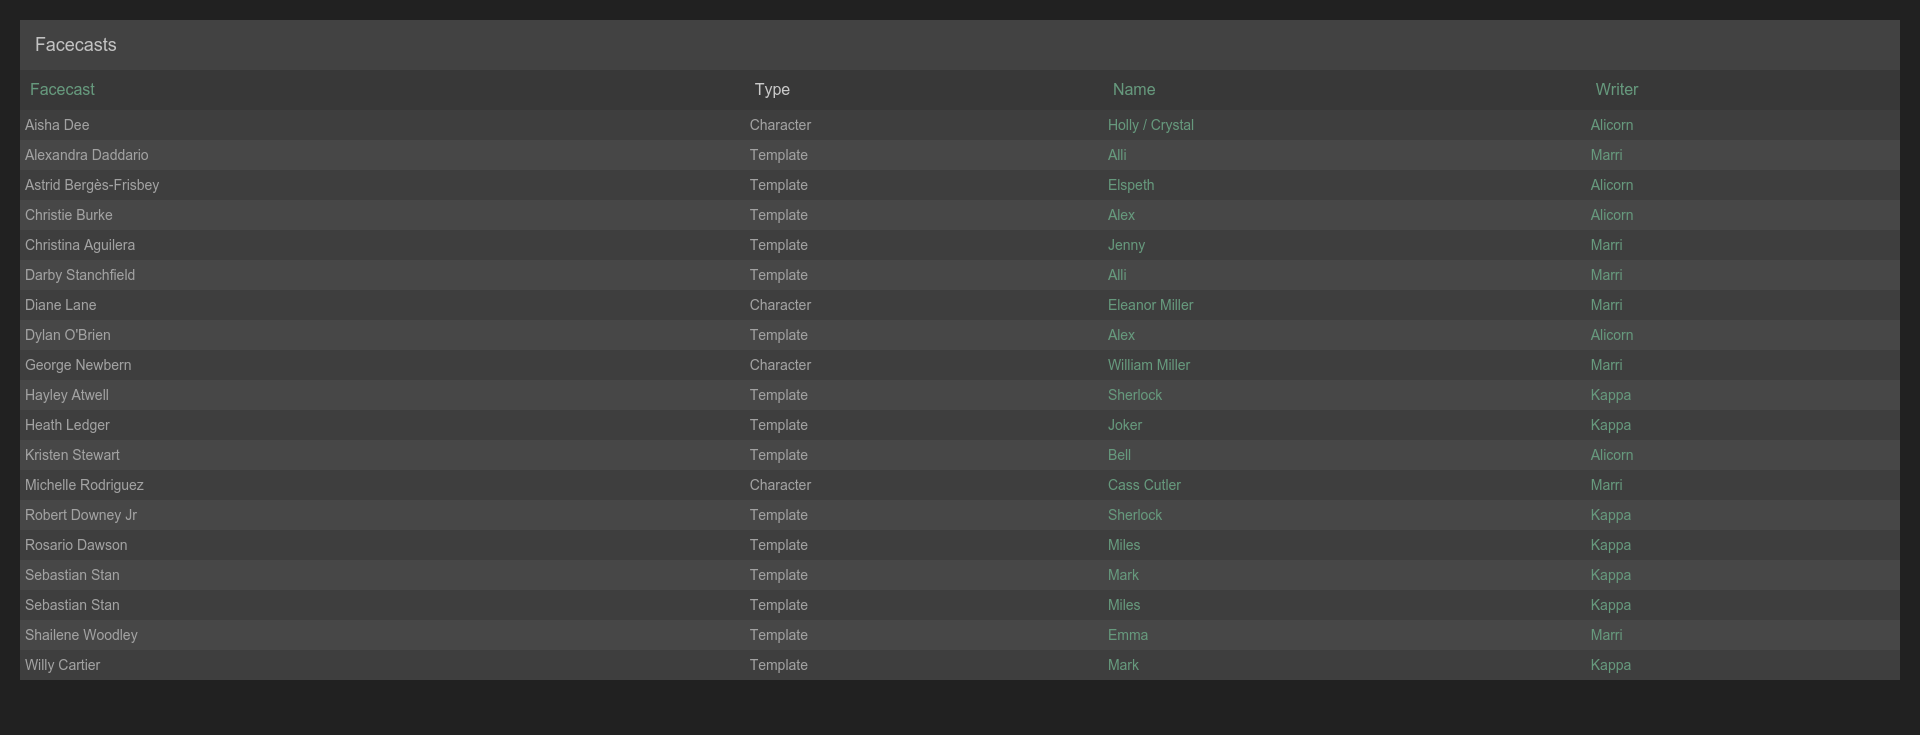 Facecasts
Facecast Type Name Writer
Aisha Dee Character Holly / Crystal Alicorn
Alexandra Daddario Template Alli Marri
Astrid Bergès-Frisbey Template Elspeth Alicorn
Christie Burke Template Alex Alicorn
Christina Aguilera Template Jenny Marri
Darby Stanchfield Template Alli Marri
Diane Lane Character Eleanor Miller Marri
Dylan O'Brien Template Alex Alicorn
George Newbern Character William Miller Marri
Hayley Atwell Template Sherlock Kappa
Heath Ledger Template Joker Kappa
Kristen Stewart Template Bell Alicorn
Michelle Rodriguez Character Cass Cutler Marri
Robert Downey Jr Template Sherlock Kappa
Rosario Dawson Template Miles Kappa
Sebastian Stan Template Mark Kappa
Sebastian Stan Template Miles Kappa
Shailene Woodley Template Emma Marri
Willy Cartier Template Mark Kappa